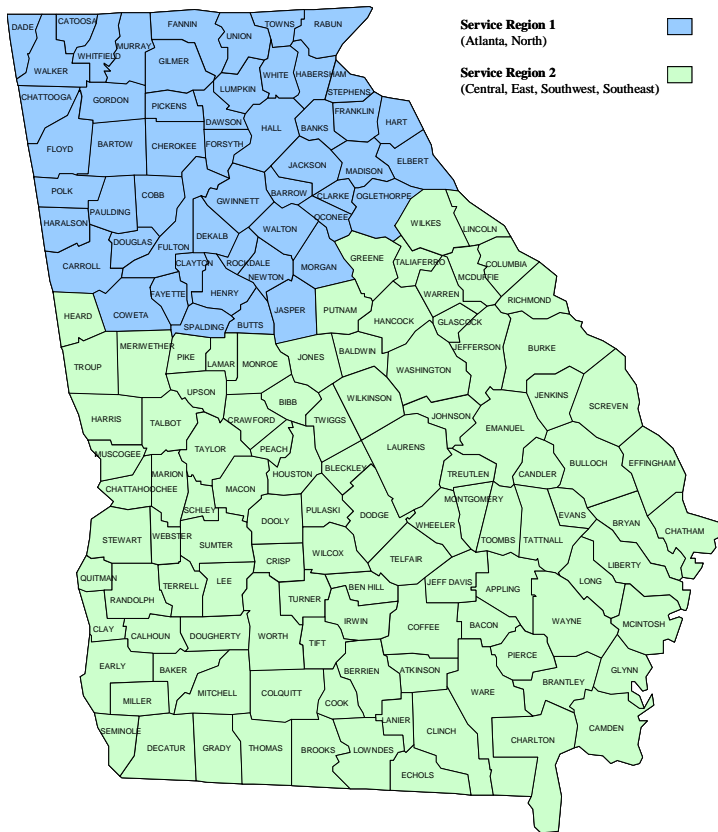 Service Region 1
(Atlanta, North)
Service Region 2
(Central, East, Southwest, Southeast)
DADE
CATOOSA
FANNIN
TOWNS
RABUN
WHITFIELD
MURRAY
UNION
WALKER
GILMER
WHITE
HABERSHAM
LUMPKIN
STEPHENS
CHATTOOGA
GORDON
PICKENS
DAWSON
HALL
BANKS
FRANKLIN
HART
FLOYD
BARTOW
CHEROKEE
FORSYTH
JACKSON
MADISON
ELBERT
POLK
COBB
GWINNETT
BARROW
CLARKE
OGLETHORPE
PAULDING
OCONEE
HARALSON
DOUGLAS
FULTON
DEKALB
WALTON
WILKES
LINCOLN
CARROLL
CLAYTON
ROCKDALE
NEWTON
MORGAN
GREENE
TALIAFERRO
COLUMBIA
MCDUFFIE
HEARD
COWETA
FAYETTE
HENRY
JASPER
PUTNAM
WARREN
RICHMOND
SPALDING
BUTTS
HANCOCK
GLASCOCK
TROUP
MERIWETHER
PIKE
LAMAR
MONROE
JONES
BALDWIN
WASHINGTON
JEFFERSON
BURKE
UPSON
BIBB
WILKINSON
JENKINS
SCREVEN
HARRIS
TALBOT
CRAWFORD
TWIGGS
JOHNSON
EMANUEL
MUSCOGEE
TAYLOR
PEACH
LAURENS
CHATTAHOOCHEE
MARION
MACON
HOUSTON
BLECKLEY
TREUTLEN
CANDLER
BULLOCH
EFFINGHAM
SCHLEY
DOOLY
PULASKI
DODGE
MONTGOMERY
WHEELER
TOOMBS
TATTNALL
EVANS
BRYAN
CHATHAM
STEWART
WEBSTER
SUMTER
CRISP
WILCOX
TELFAIR
LIBERTY
QUITMAN
RANDOLPH
TERRELL
LEE
TURNER
BEN HILL
JEFF DAVIS
APPLING
LONG
CLAY
CALHOUN
DOUGHERTY
WORTH
TIFT
IRWIN
COFFEE
BACON
WAYNE
MCINTOSH
EARLY
BAKER
BERRIEN
ATKINSON
PIERCE
GLYNN
MILLER
MITCHELL
COLQUITT
COOK
WARE
BRANTLEY
SEMINOLE
DECATUR
GRADY
THOMAS
BROOKS
LOWNDES
LANIER
CLINCH
CHARLTON
CAMDEN
ECHOLS